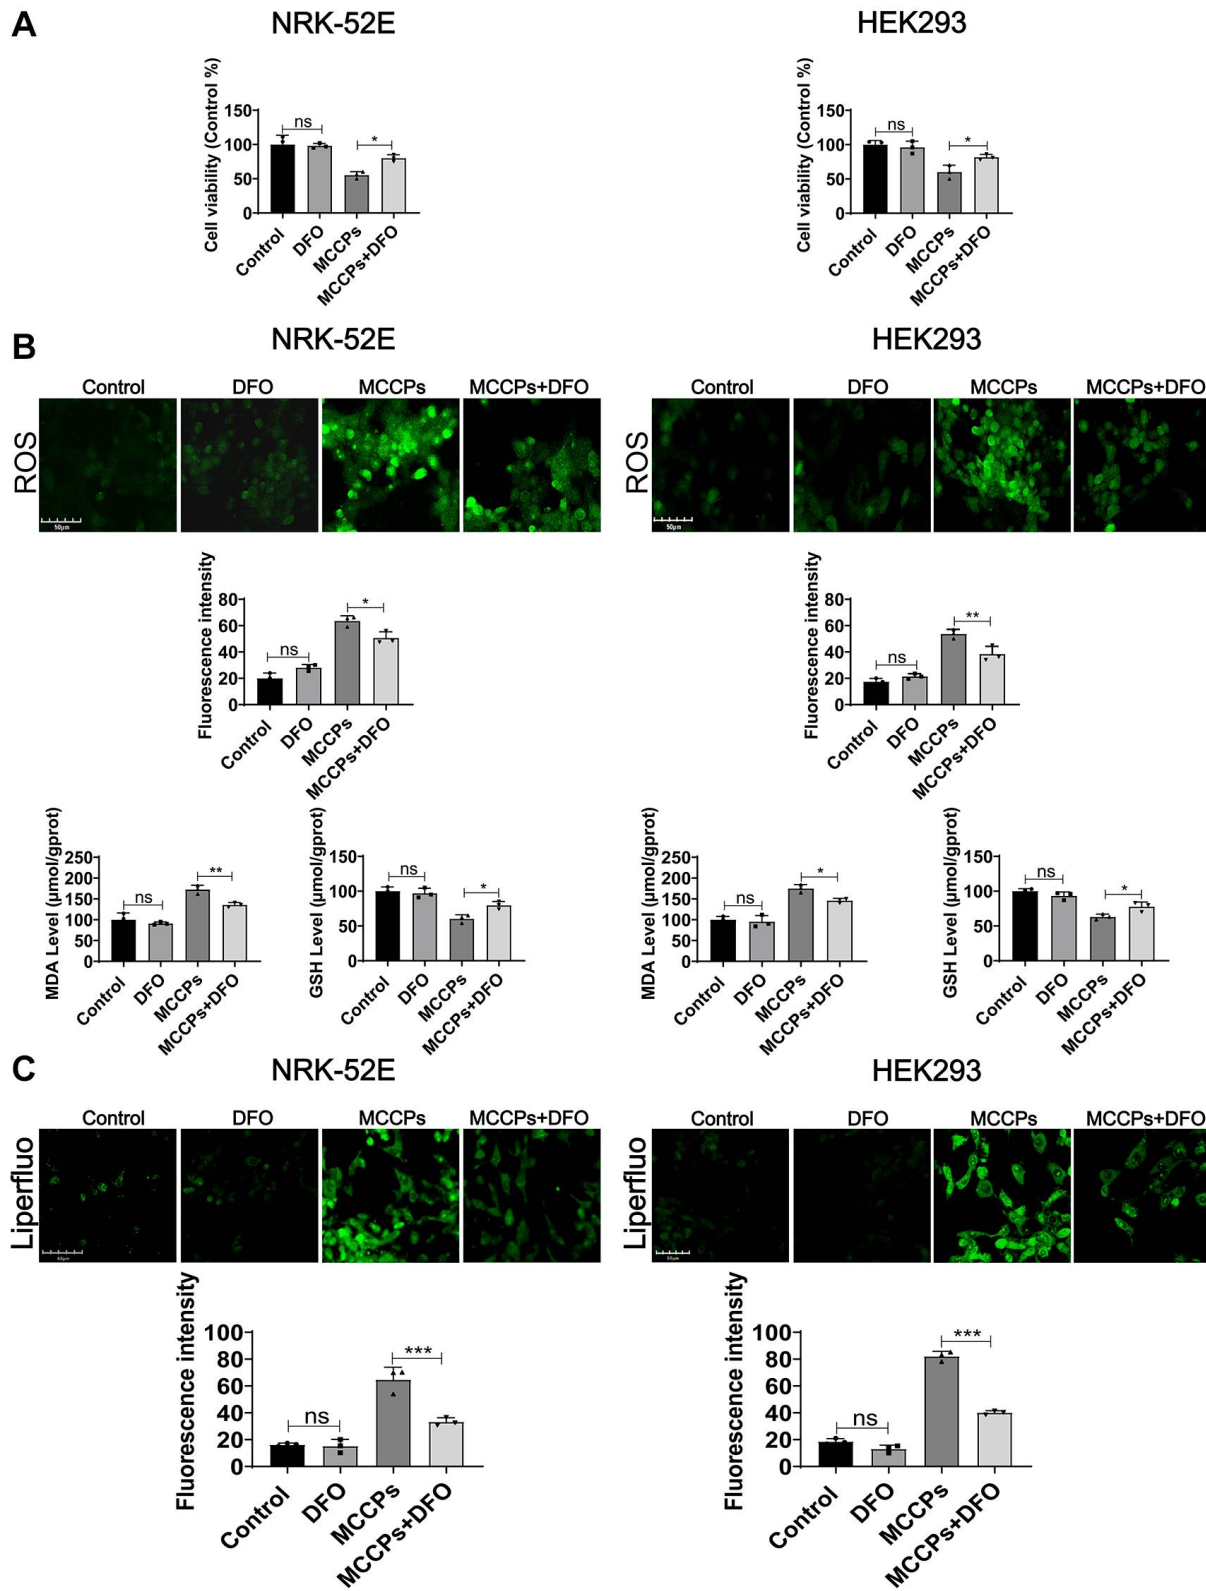 A
NRK-52E
HEK293
Cell viability (Control %)
150
100
50
0
ns
*
Control
DFO
MCCPs
MCCPs+DFO
Cell viability (Control %)
150
100
50
0
ns
*
Control
DFO
MCCPs
MCCPs+DFO
B
NRK-52E
HEK293
Control
DFO
MCCPs
MCCPs+DFO
Control
DFO
MCCPs
MCCPs+DFO
ROS
50μm
ROS
50μm
Fluorescence intensity
80
60
40
20
0
ns
*
Control
DFO
MCCPs
MCCPs+DFO
Fluorescence intensity
80
60
40
20
0
ns
**
Control
DFO
MCCPs
MCCPs+DFO
MDA Level (μmol/gprot)
250
200
150
100
50
0
ns
**
Control
DFO
MCCPs
MCCPs+DFO
GSH Level (μmol/gprot)
150
100
50
0
ns
*
Control
DFO
MCCPs
MCCPs+DFO
MDA Level (μmol/gprot)
250
200
150
100
50
0
ns
*
Control
DFO
MCCPs
MCCPs+DFO
GSH Level (μmol/gprot)
150
100
50
0
ns
*
Control
DFO
MCCPs
MCCPs+DFO
C
NRK-52E
HEK293
Control
DFO
MCCPs
MCCPs+DFO
Control
DFO
MCCPs
MCCPs+DFO
Liperfluo
Liperfluo
Fluorescence intensity
100
80
60
40
20
0
ns
***
Control
DFO
MCCPs
MCCPs+DFO
Fluorescence intensity
100
80
60
40
20
0
ns
***
Control
DFO
MCCPs
MCCPs+DFO